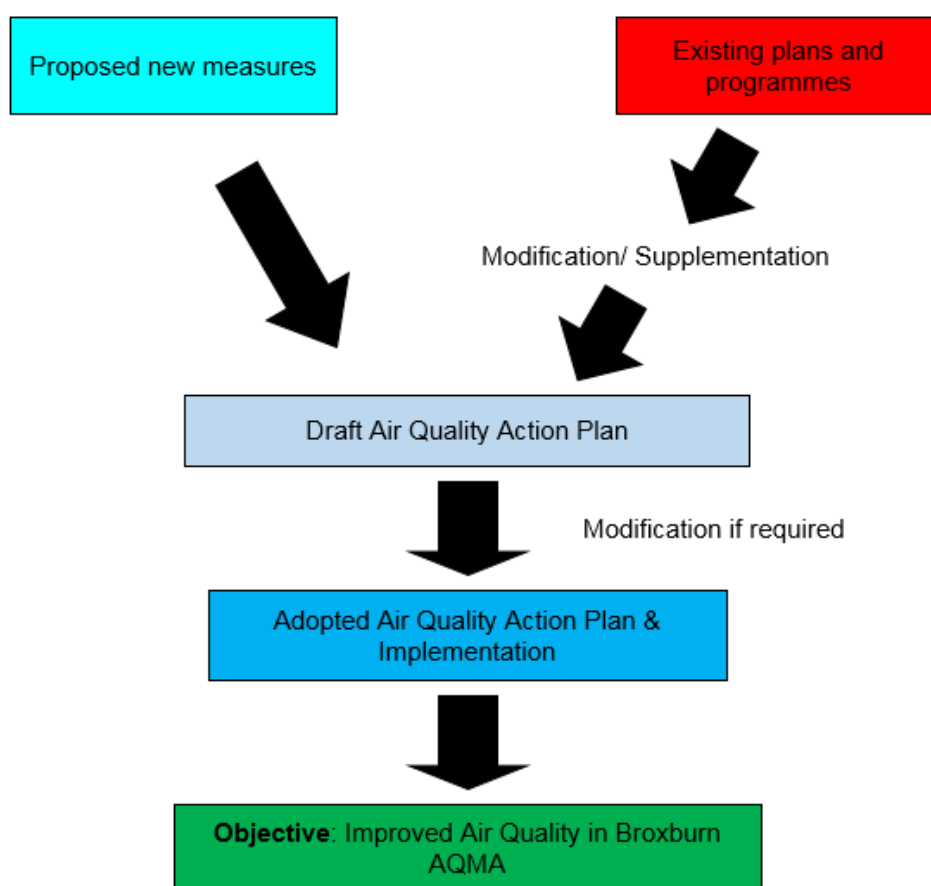 Proposed new measures
Existing plans and
programmes
Modification/ Supplementation
Draft Air Quality Action Plan
Modification if required
Adopted Air Quality Action Plan &
Implementation
Objective: Improved Air Quality in Broxburn
AQMA